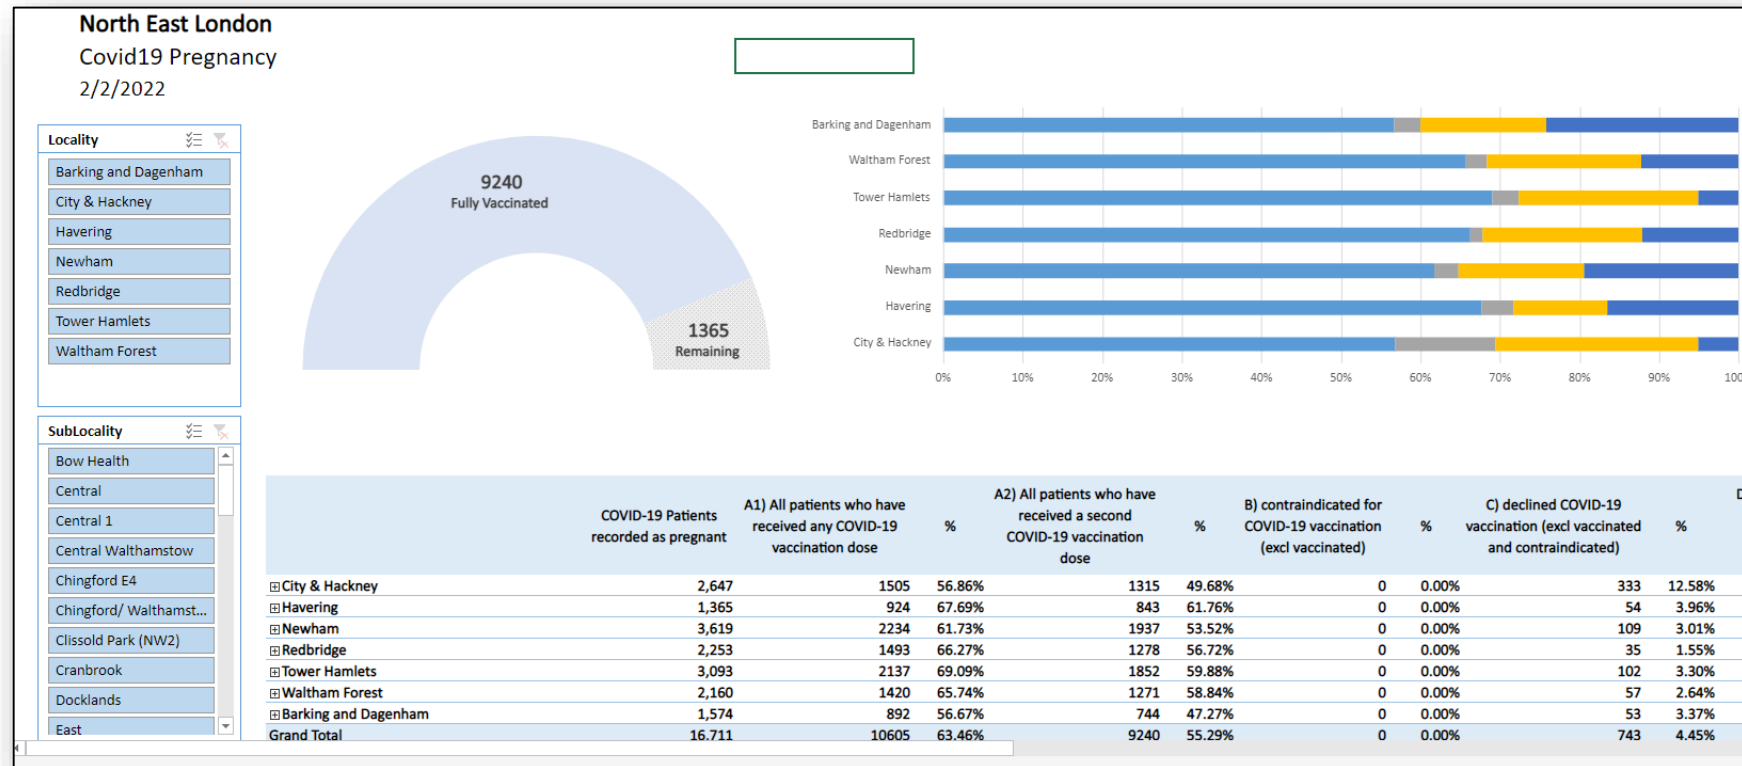 North East London
Covid19 Pregnancy
2/2/2022
Locality
Barking and Dagenham
City & Hackney
Havering
Newham
Redbridge
Tower Hamlets
Waltham Forest
SubLocality
Bow Health
Central
Central 1
Central Walthamstow
Chingford E4
Chingford/ Walthamst...
Clissold Park (NW2)
Cranbrook
Docklands
East
9240
Fully Vaccinated
1365
Remaining
Barking and Dagenham
Waltham Forest
Tower Hamlets
Redbridge
Newham
Havering
City & Hackney
0% 10% 20% 30% 40% 50% 60% 70% 80% 90% 100
COVID-19 Patients
recorded as pregnant
A1) All patients who have
received any COVID-19
vaccination dose
%
A2) All patients who have
received a second
COVID-19 vaccination
dose
%
B) contraindicated for
COVID-19 vaccination
(excl vaccinated)
%
C) declined COVID-19
vaccination (excl vaccinated
and contraindicated)
%
D
City & Hackney 2,647 1505 56.86% 1315 49.68% 0 0.00% 333 12.58%
Havering 1,365 924 67.69% 843 61.76% 0 0.00% 54 3.96%
Newham 3,619 2234 61.73% 1937 53.52% 0 0.00% 109 3.01%
Redbridge 2,253 1493 66.27% 1278 56.72% 0 0.00% 35 1.55%
Tower Hamlets 3,093 2137 69.09% 1852 59.88% 0 0.00% 102 3.30%
Waltham Forest 2,160 1420 65.74% 1271 58.84% 0 0.00% 57 2.64%
Barking and Dagenham 1,574 892 56.67% 744 47.27% 0 0.00% 53 3.37%
Grand Total 16,711 10605 63.46% 9240 55.29% 0 0.00% 743 4.45%